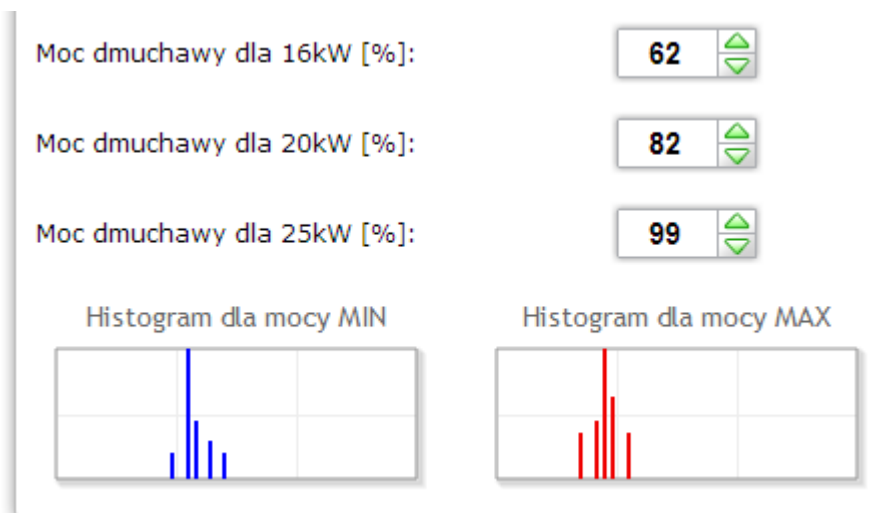 Moc dmuchawy dla 16kW [%]: 62
Moc dmuchawy dla 20kW [%]: 82
Moc dmuchawy dla 25kW [%]: 99
Histogram dla mocy MIN Histogram dla mocy MAX